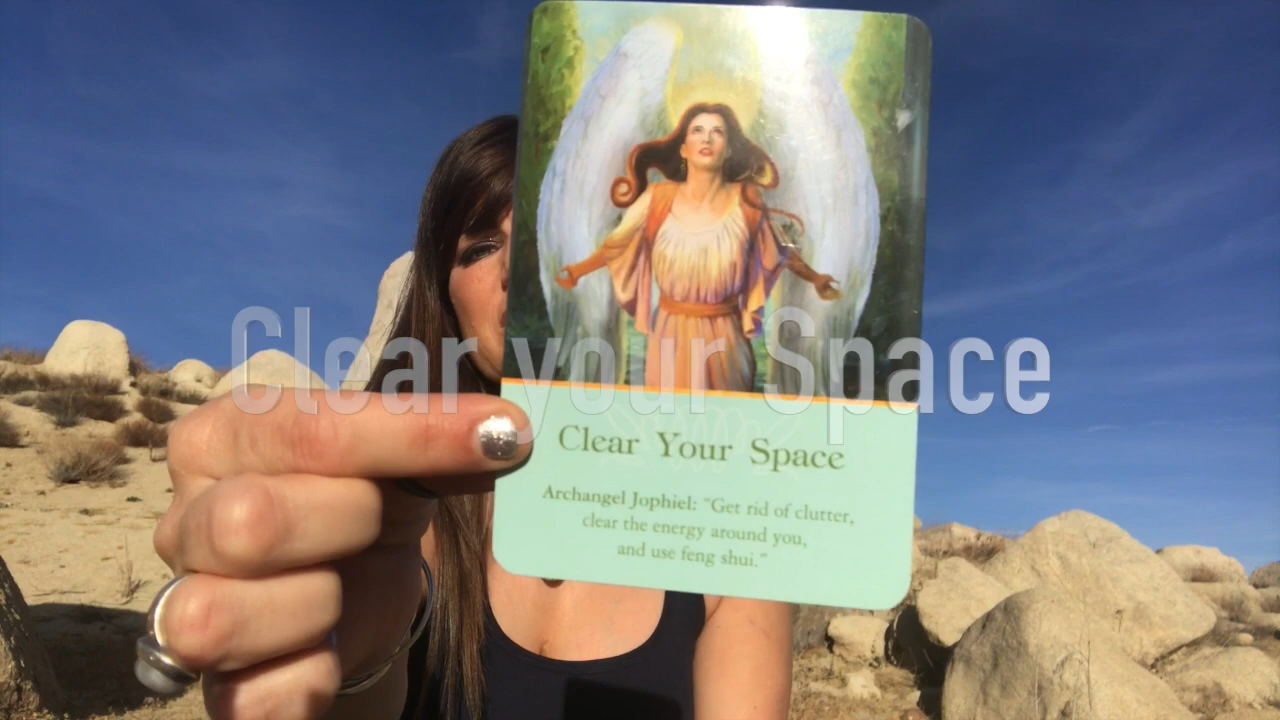 Clear your Space
Clear Your Space
Archangel Jophiel: “Get rid of clutter,
clear the energy around you,
and use feng shui.”